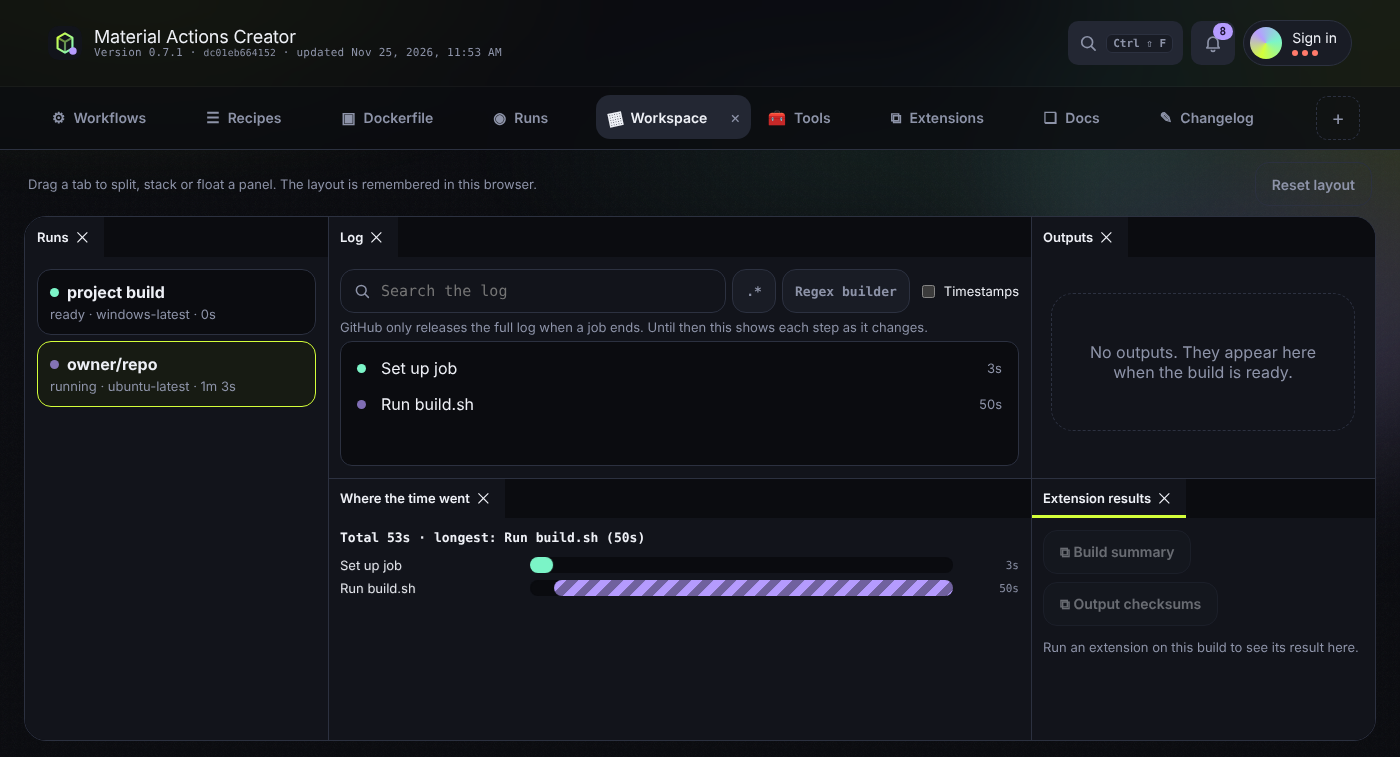 Material Actions Creator
Version 0.7.1 · dc01eb664152 · updated Nov 25, 2026, 11:53 AM
Ctrl ⇧ F
8
Sign in
Workflows
Recipes
Dockerfile
Runs
Workspace
Tools
Extensions
Docs
Changelog
+
Drag a tab to split, stack or float a panel. The layout is remembered in this browser.
Reset layout
Runs
project build
ready · windows-latest · 0s
owner/repo
running · ubuntu-latest · 1m 3s
Log
Search the log
.*
Regex builder
Timestamps
GitHub only releases the full log when a job ends. Until then this shows each step as it changes.
Set up job 3s
Run build.sh 50s
Where the time went
Total 53s · longest: Run build.sh (50s)
Set up job 3s
Run build.sh 50s
Outputs
No outputs. They appear here
when the build is ready.
Extension results
Build summary
Output checksums
Run an extension on this build to see its result here.